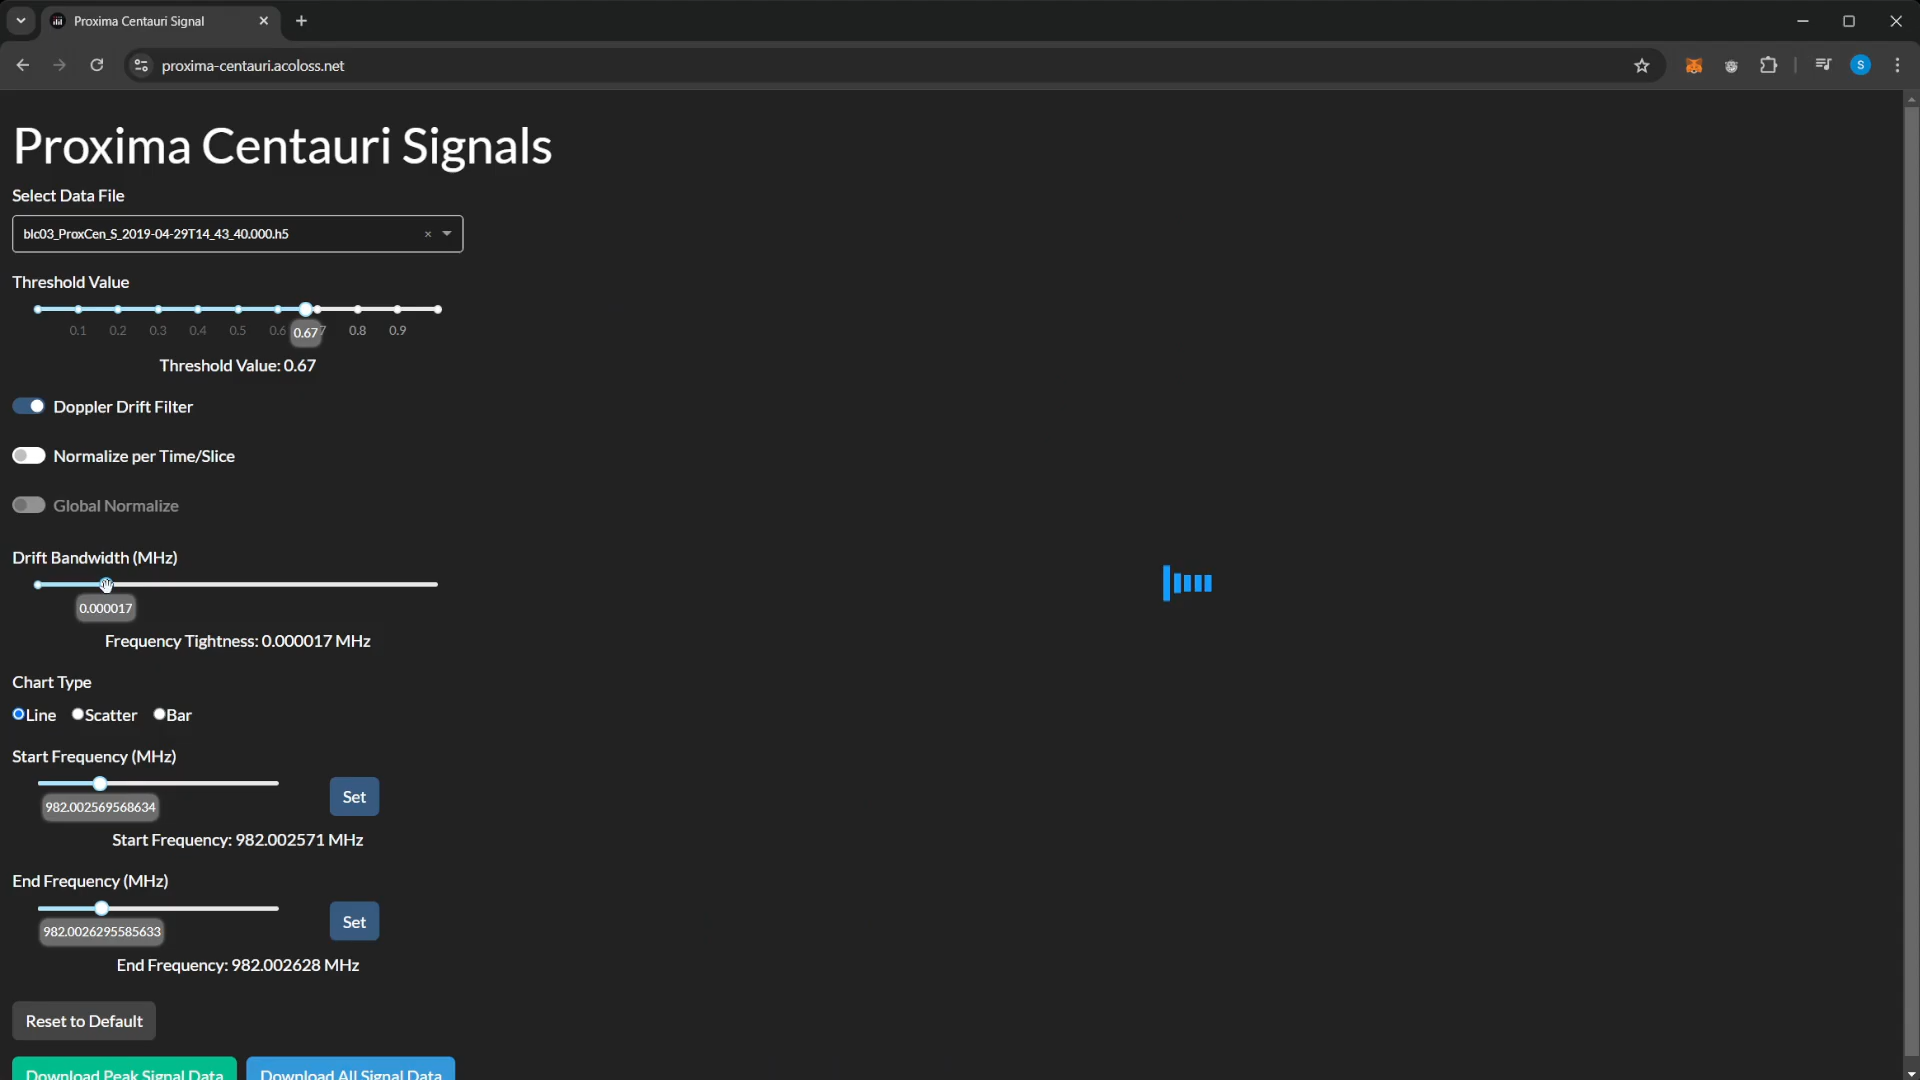 Proxima Centauri Signal
proxima-centauri.acoloss.net
S
Proxima Centauri Signals
Select Data File
blc03_ProxCen_S_2019-04-29T14_43_40.000.h5
×
Threshold Value
0.1 0.2 0.3 0.4 0.5 0.6 0.67 0.8 0.9
Threshold Value: 0.67
Doppler Drift Filter
Normalize per Time/Slice
Global Normalize
Drift Bandwidth (MHz)
0.000017
Frequency Tightness: 0.000017 MHz
Chart Type
Line Scatter Bar
Start Frequency (MHz)
982.002569568634
Set
Start Frequency: 982.002571 MHz
End Frequency (MHz)
982.0026295585633
Set
End Frequency: 982.002628 MHz
Reset to Default
Download Peak Signal Data Download All Signal Data